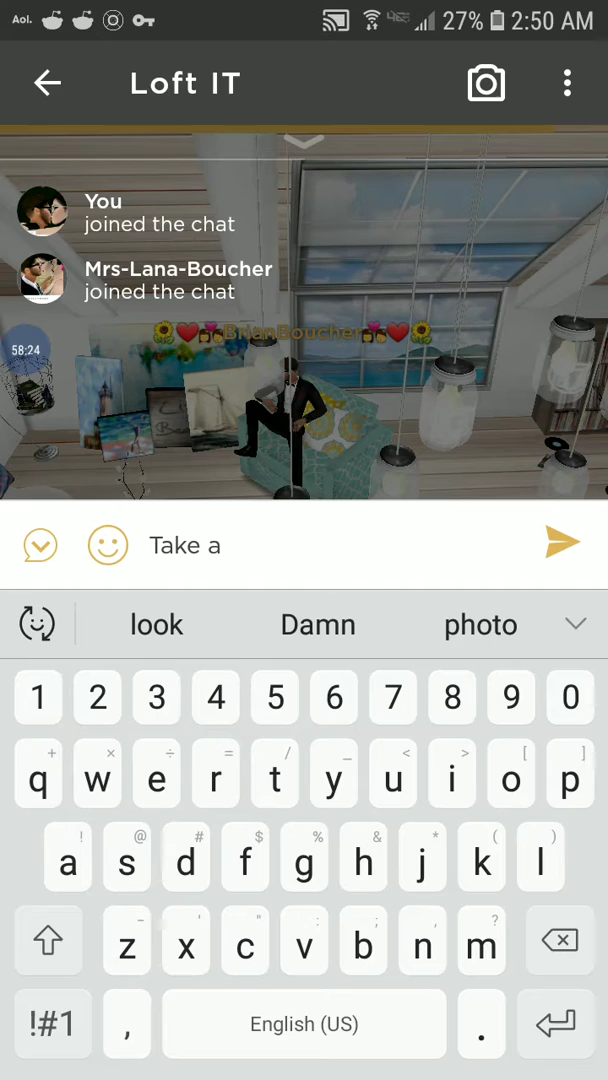 Aol. 27% 2:50 AM
Loft IT
You
joined the chat
Mrs-Lana-Boucher
joined the chat
🌻❤️💏BrianBoucher💏❤️🌻
58:24
Take a
look Damn photo
1 2 3 4 5 6 7 8 9 0
+ × ÷ = / _ < > [ ]
q w e r t y u i o p
! @ # $ % & * ( )
a s d f g h j k l
- ' " : ; , ?
z x c v b n m
!#1 , English (US) .